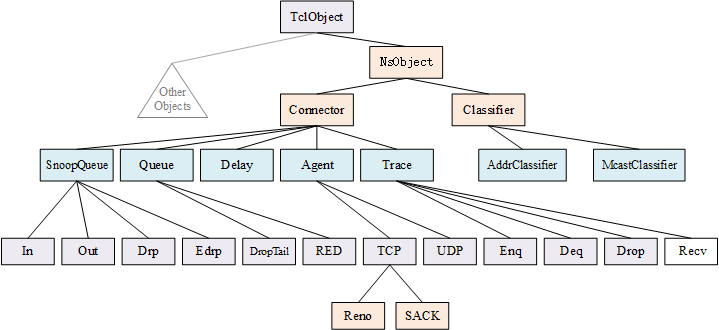 TclObject
NsObject
Other
Objects
Connector
Classifier
SnoopQueue
Queue
Delay
Agent
Trace
AddrClassifier
McastClassifier
In
Out
Drp
Edrp
DropTail
RED
TCP
UDP
Enq
Deq
Drop
Recv
Reno
SACK